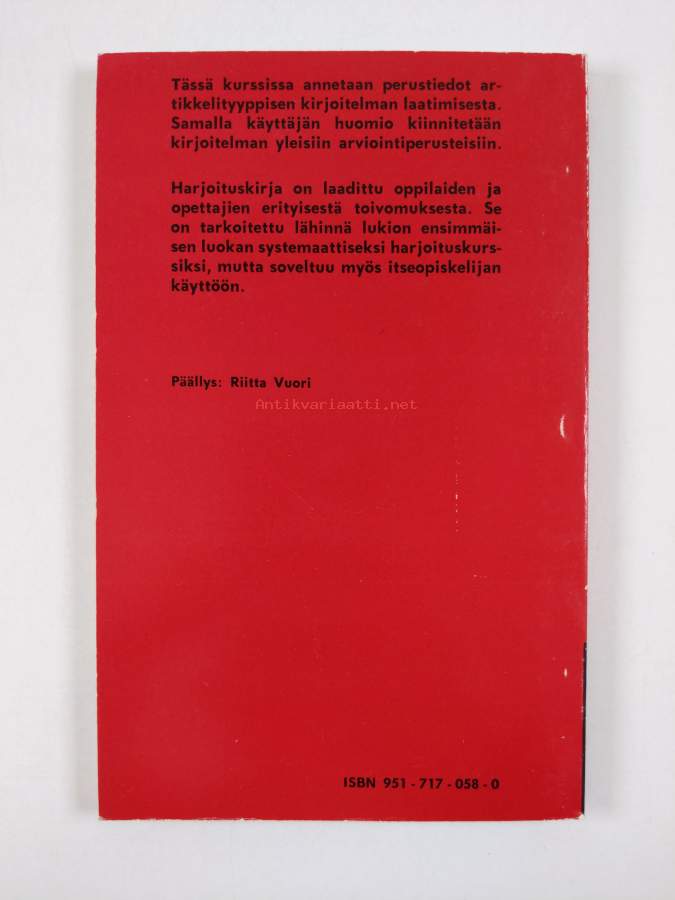 Tässä kurssissa annetaan perustiedot ar-
tikkelityyppisen kirjoitelman laatimisesta.
Samalla käyttäjän huomio kiinnitetään
kirjoitelman yleisiin arviointiperusteisiin.
Harjoituskirja on laadittu oppilaiden ja
opettajien erityisestä toivomuksesta. Se
on tarkoitettu lähinnä lukion ensimmäi-
sen luokan systemaattiseksi harjoituskurs-
siksi, mutta soveltuu myös itseopiskelijan
käyttöön.
Päällys: Riitta Vuori
Antikvariaatti.net
ISBN 951 - 717 - 058 - 0